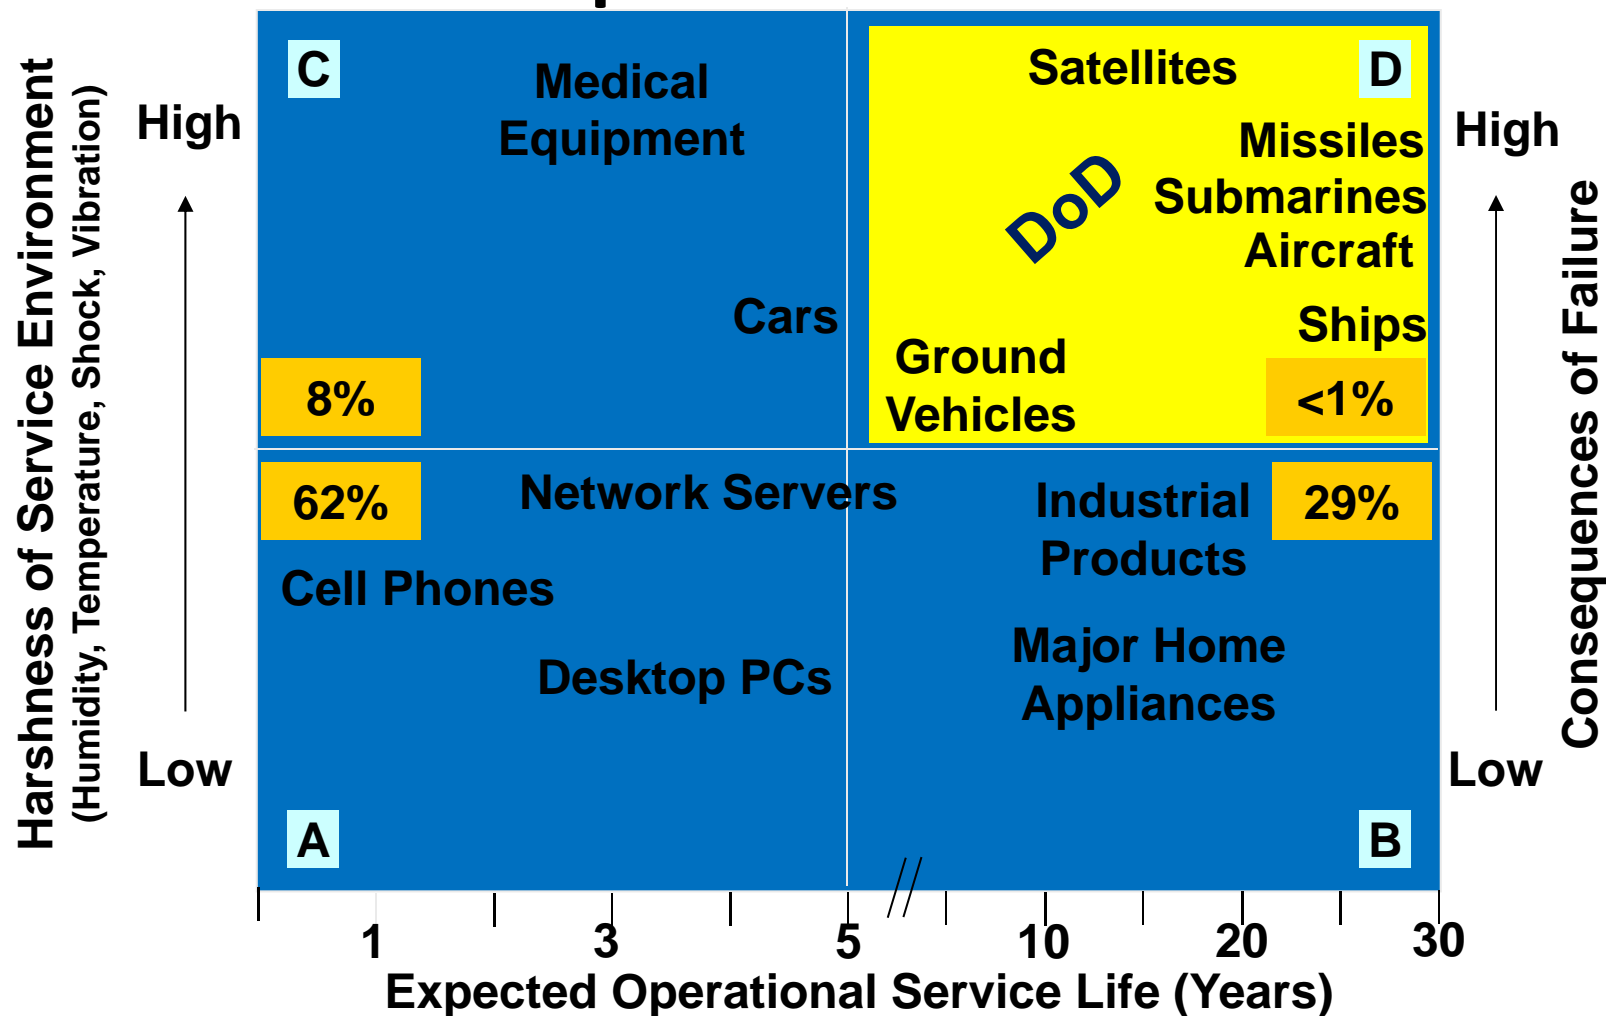 C
Medical
Equipment
Satellites
D
High
High
Missiles
DoD
Submarines
Aircraft
Cars
Ships
Ground
Vehicles
8%
<1%
62%
Network Servers
Industrial
Products
29%
Cell Phones
Desktop PCs
Major Home
Appliances
Low
Low
A
B
Harshness of Service Environment
(Humidity, Temperature, Shock, Vibration)
Consequences of Failure
1
3
5
10
20
30
Expected Operational Service Life (Years)